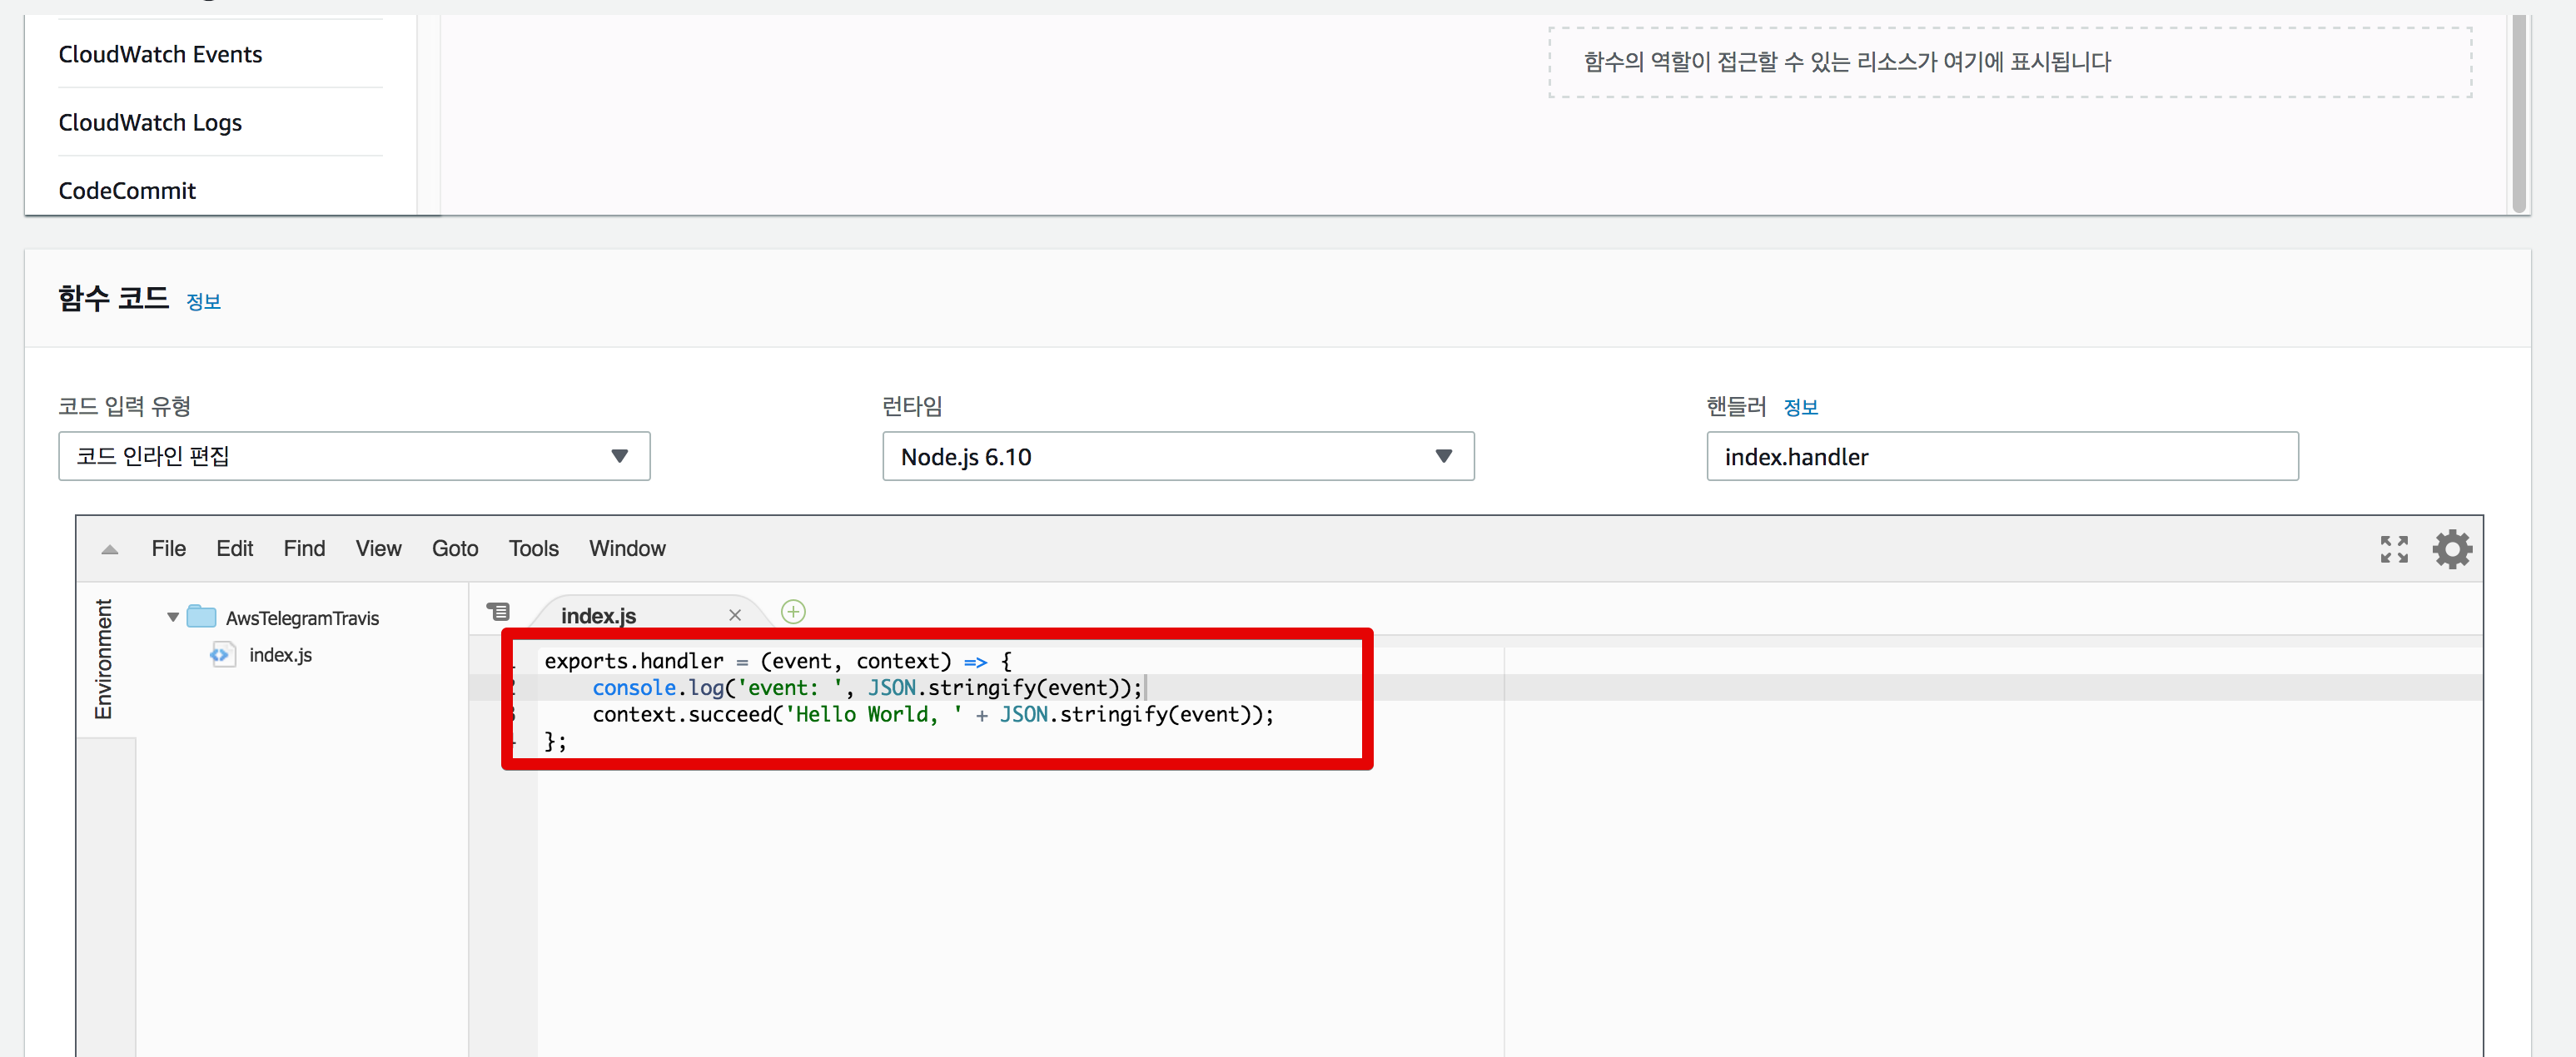 CloudWatch Events
함수의 역할이 접근할 수 있는 리소스가 여기에 표시됩니다
CloudWatch Logs
CodeCommit
함수 코드 정보
코드 입력 유형
런타임
핸들러 정보
코드 인라인 편집
Node.js 6.10
index.handler
File Edit Find View Goto Tools Window
Environment
AwsTelegramTravis
index.js
index.js
exports.handler = (event, context) => {
console.log('event: ', JSON.stringify(event));
context.succeed('Hello World, ' + JSON.stringify(event));
};